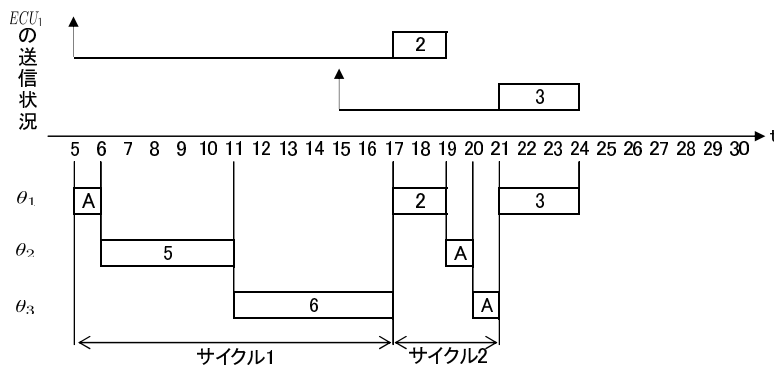 ECU₁
の送信状況
2
3
t
5 6 7 8 9 10 11 12 13 14 15 16 17 18 19 20 21 22 23 24 25 26 27 28 29 30
θ₁ A 2 3
θ₂ 5 A
θ₃ 6 A
サイクル1 サイクル2